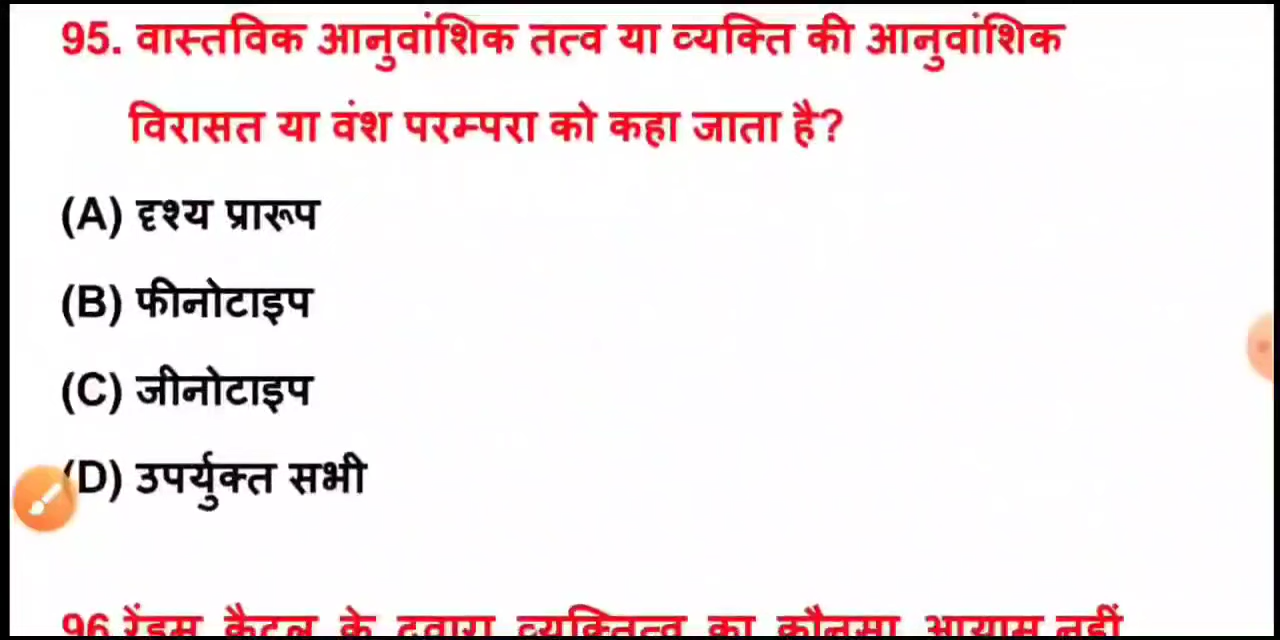 95. वास्तविक आनुवांशिक तत्व या व्यक्ति की आनुवांशिक
विरासत या वंश परम्परा को कहा जाता है?
(A) दृश्य प्रारूप
(B) फीनोटाइप
(C) जीनोटाइप
(D) उपर्युक्त सभी
96 रेंडम कैटल के द्वारा व्यक्तित्व का कौनसा आयाम नहीं